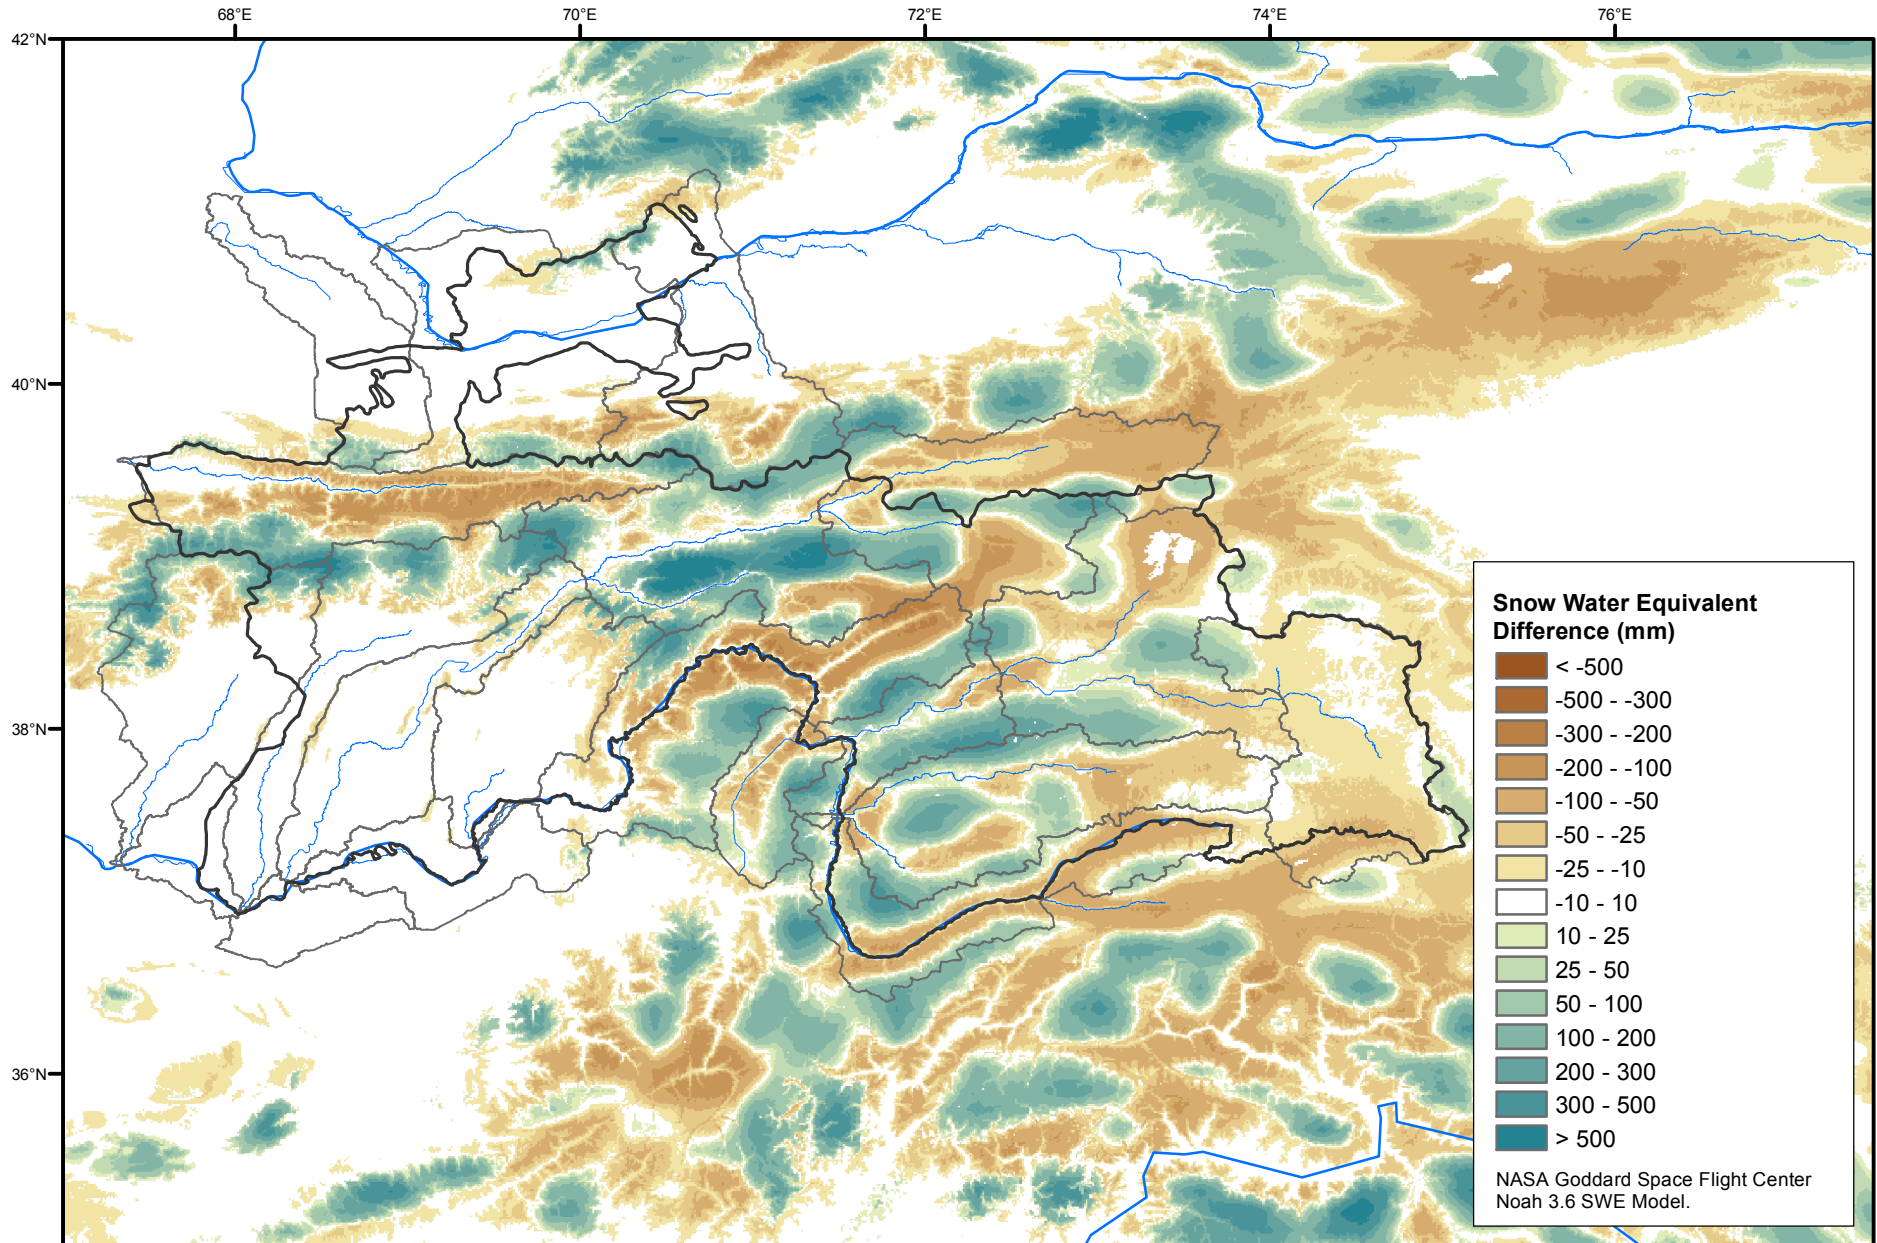 68°E
70°E
72°E
74°E
76°E
42°N
40°N
38°N
36°N
Snow Water Equivalent
Difference (mm)
< -500
-500 - -300
-300 - -200
-200 - -100
-100 - -50
-50 - -25
-25 - -10
-10 - 10
10 - 25
25 - 50
50 - 100
100 - 200
200 - 300
300 - 500
> 500
NASA Goddard Space Flight Center
Noah 3.6 SWE Model.